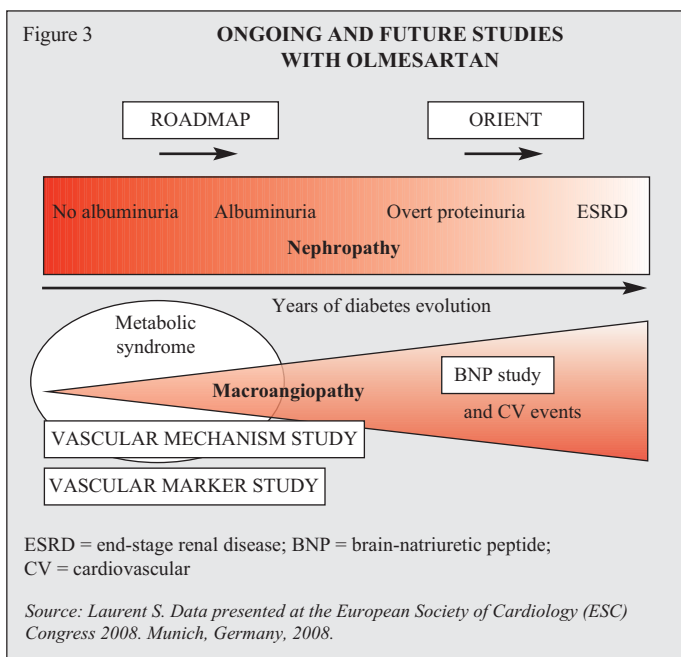 Figure 3
ONGOING AND FUTURE STUDIES
WITH OLMESARTAN
ROADMAP
ORIENT
No albuminuria
Albuminuria
Overt proteinuria
ESRD
Nephropathy
Years of diabetes evolution
Metabolic
syndrome
Macroangiopathy
BNP study
and CV events
VASCULAR MECHANISM STUDY
VASCULAR MARKER STUDY
ESRD = end-stage renal disease; BNP = brain-natriuretic peptide;
CV = cardiovascular
Source: Laurent S. Data presented at the European Society of Cardiology (ESC)
Congress 2008. Munich, Germany, 2008.